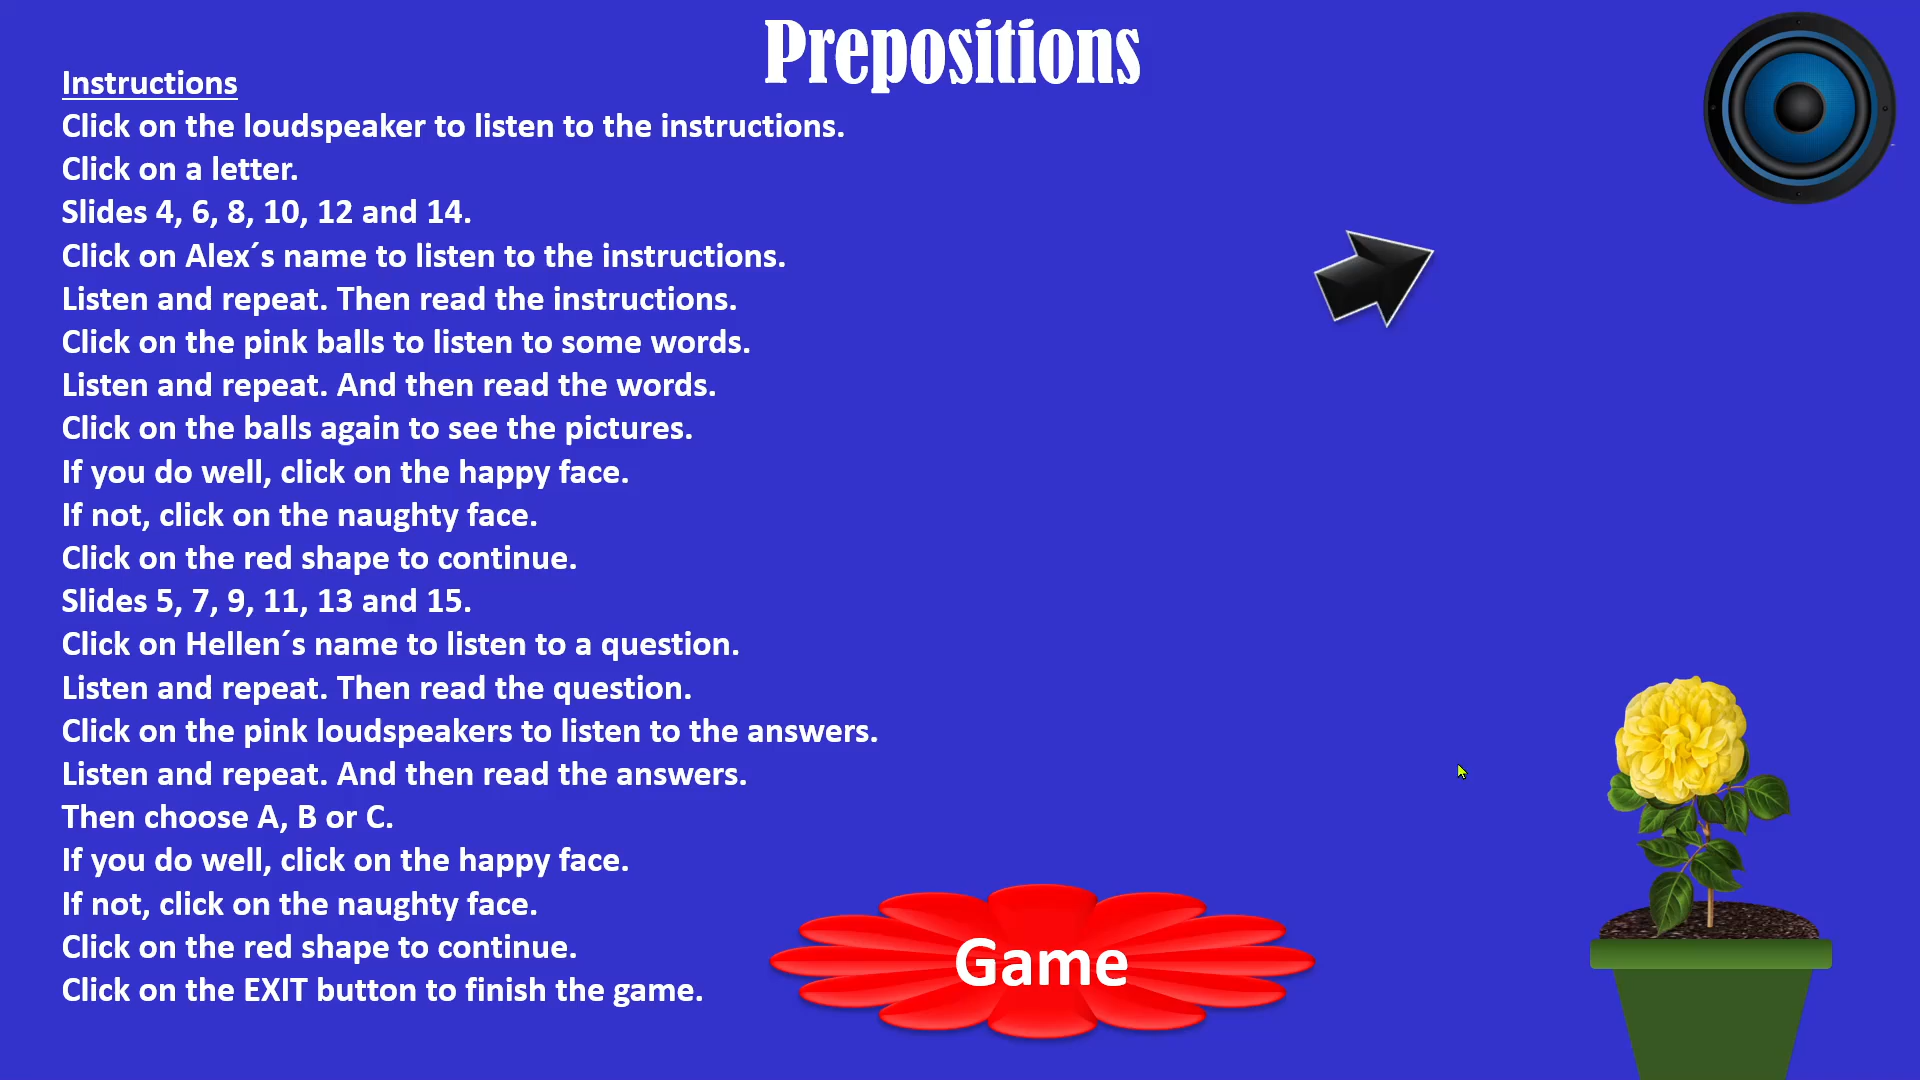 Prepositions
Instructions
Click on the loudspeaker to listen to the instructions.
Click on a letter.
Slides 4, 6, 8, 10, 12 and 14.
Click on Alex´s name to listen to the instructions.
Listen and repeat. Then read the instructions.
Click on the pink balls to listen to some words.
Listen and repeat. And then read the words.
Click on the balls again to see the pictures.
If you do well, click on the happy face.
If not, click on the naughty face.
Click on the red shape to continue.
Slides 5, 7, 9, 11, 13 and 15.
Click on Hellen´s name to listen to a question.
Listen and repeat. Then read the question.
Click on the pink loudspeakers to listen to the answers.
Listen and repeat. And then read the answers.
Then choose A, B or C.
If you do well, click on the happy face.
If not, click on the naughty face.
Click on the red shape to continue.
Click on the EXIT button to finish the game.
Game